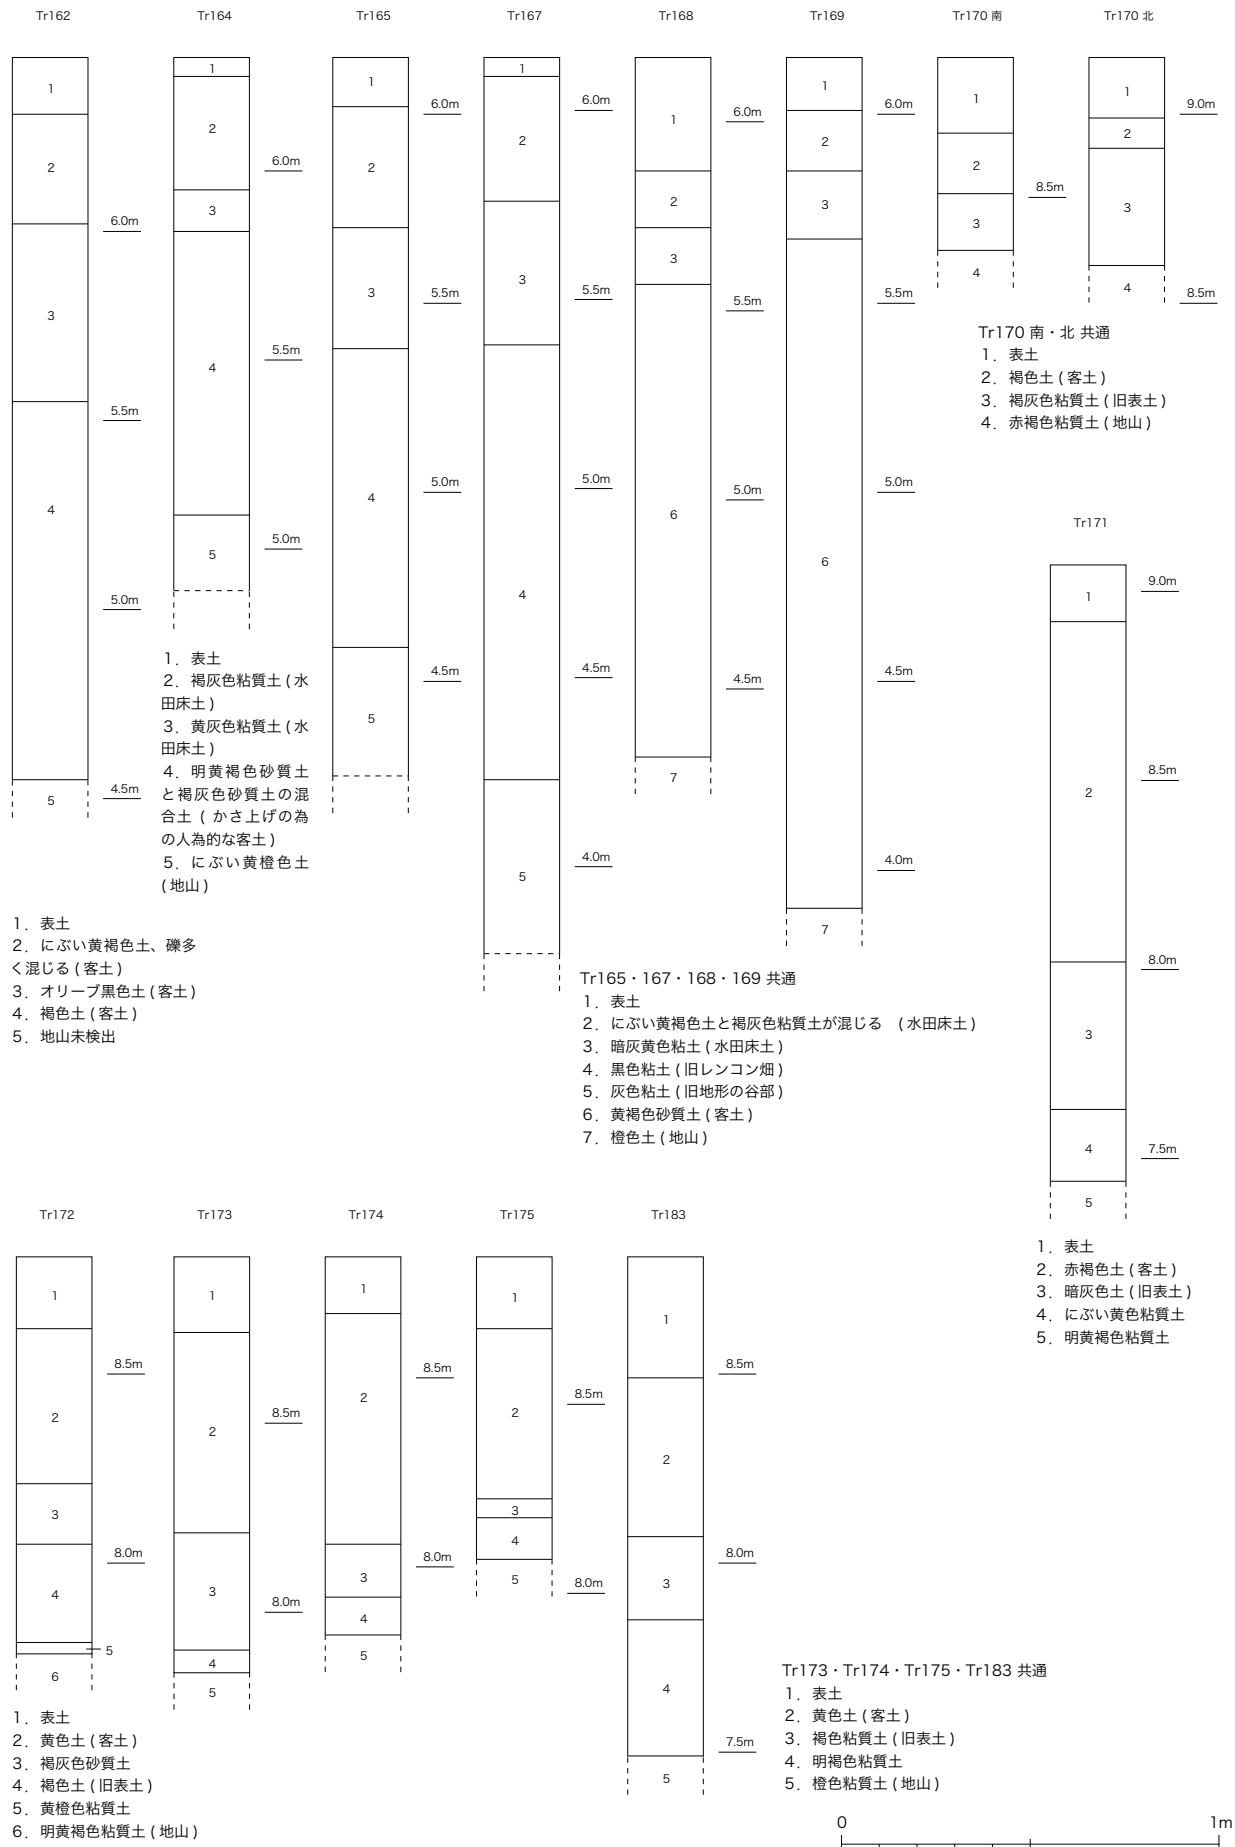 Tr162
Tr164
Tr165
Tr167
Tr168
Tr169
Tr170 南
Tr170 北
1
2
3
4
5
6.0m
5.5m
5.0m
4.5m
1
2
3
4
5
6.0m
5.5m
5.0m
1
2
3
4
5
6.0m
5.5m
5.0m
4.5m
1
2
3
4
5
6.0m
5.5m
5.0m
4.5m
4.0m
1
2
3
6
7
6.0m
5.5m
5.0m
4.5m
1
2
3
6
7
6.0m
5.5m
5.0m
4.5m
4.0m
1
2
3
4
8.5m
1
2
3
4
9.0m
8.5m
Tr170 南・北 共通
1．表土
2．褐色土 ( 客土 )
3．褐灰色粘質土 ( 旧表土 )
4．赤褐色粘質土 ( 地山 )
1．表土
2．褐灰色粘質土 ( 水
田床土 )
3．黄灰色粘質土 ( 水
田床土 )
4．明黄褐色砂質土
と褐灰色砂質土の混
合土 ( かさ上げの為
の人為的な客土 )
5．にぶい黄橙色土
( 地山 )
1．表土
2．にぶい黄褐色土、礫多
く混じる ( 客土 )
3．オリーブ黒色土 ( 客土 )
4．褐色土 ( 客土 )
5．地山未検出
Tr165・167・168・169 共通
1．表土
2．にぶい黄褐色土と褐灰色粘質土が混じる　( 水田床土 )
3．暗灰黄色粘土 ( 水田床土 )
4．黒色粘土 ( 旧レンコン畑 )
5．灰色粘土 ( 旧地形の谷部 )
6．黄褐色砂質土 ( 客土 )
7．橙色土 ( 地山 )
Tr171
1
2
3
4
5
9.0m
8.5m
8.0m
7.5m
1．表土
2．赤褐色土 ( 客土 )
3．暗灰色土 ( 旧表土 )
4．にぶい黄色粘質土
5．明黄褐色粘質土
Tr172
Tr173
Tr174
Tr175
Tr183
1
2
3
4
5
6
8.5m
8.0m
1
2
3
4
5
8.5m
8.0m
1
2
3
4
5
8.5m
8.0m
1
2
3
4
5
8.5m
8.0m
1
2
3
4
5
8.5m
8.0m
7.5m
1．表土
2．黄色土 ( 客土 )
3．褐灰色砂質土
4．褐色土 ( 旧表土 )
5．黄橙色粘質土
6．明黄褐色粘質土 ( 地山 )
Tr173・Tr174・Tr175・Tr183 共通
1．表土
2．黄色土 ( 客土 )
3．褐色粘質土 ( 旧表土 )
4．明褐色粘質土
5．橙色粘質土 ( 地山 )
0
1m